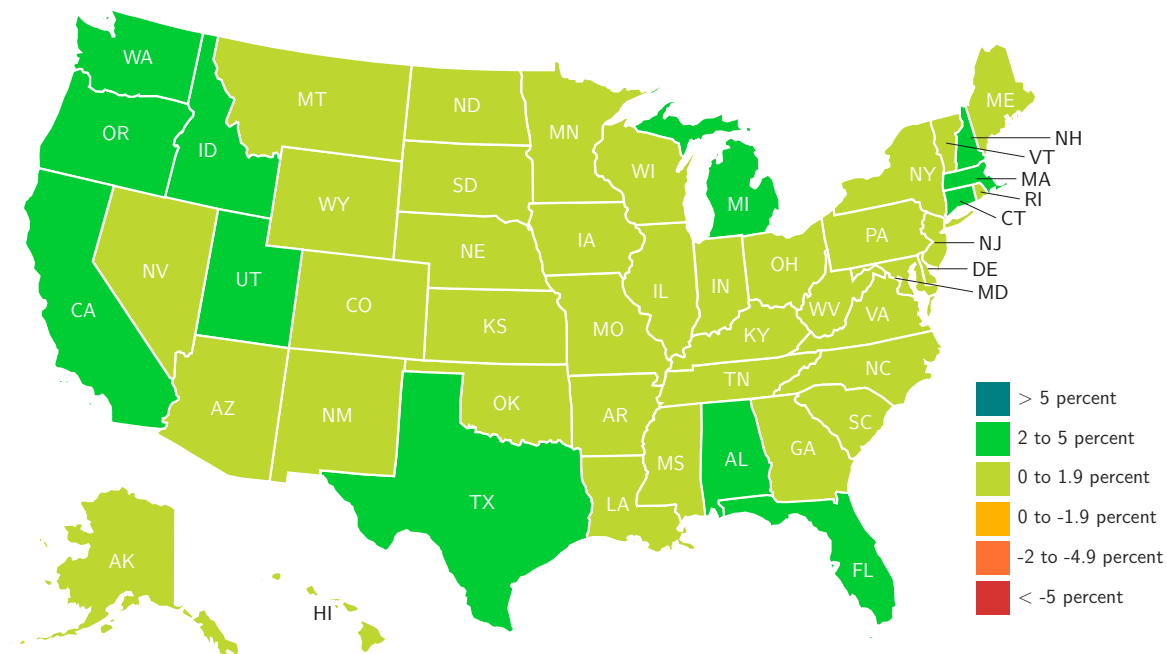 WA
MT
ND
ME
OR
MN
NH
ID
VT
WI
NY
MA
SD
RI
WY
MI
CT
IA
PA
NJ
NE
OH
DE
NV
UT
IN
IL
MD
CO
CA
WV
VA
KS
MO
KY
NC
TN
> 5 percent
OK
AZ
NM
AR
SC
2 to 5 percent
GA
AL
MS
0 to 1.9 percent
TX
LA
0 to -1.9 percent
AK
-2 to -4.9 percent
FL
< -5 percent
HI